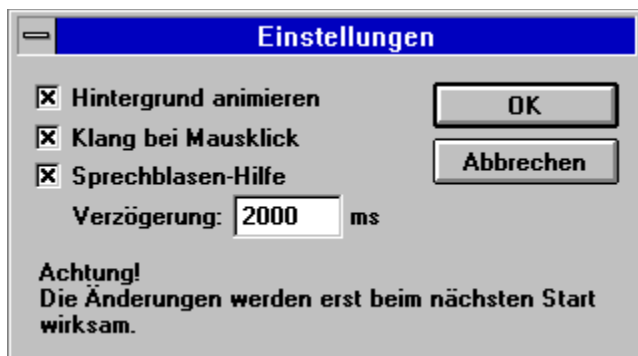 Einstellungen
Hintergrund animieren
OK
Klang bei Mausklick
Abbrechen
Sprechblasen-Hilfe
Verzögerung: 2000 ms
Achtung!
Die Änderungen werden erst beim nächsten Start
wirksam.